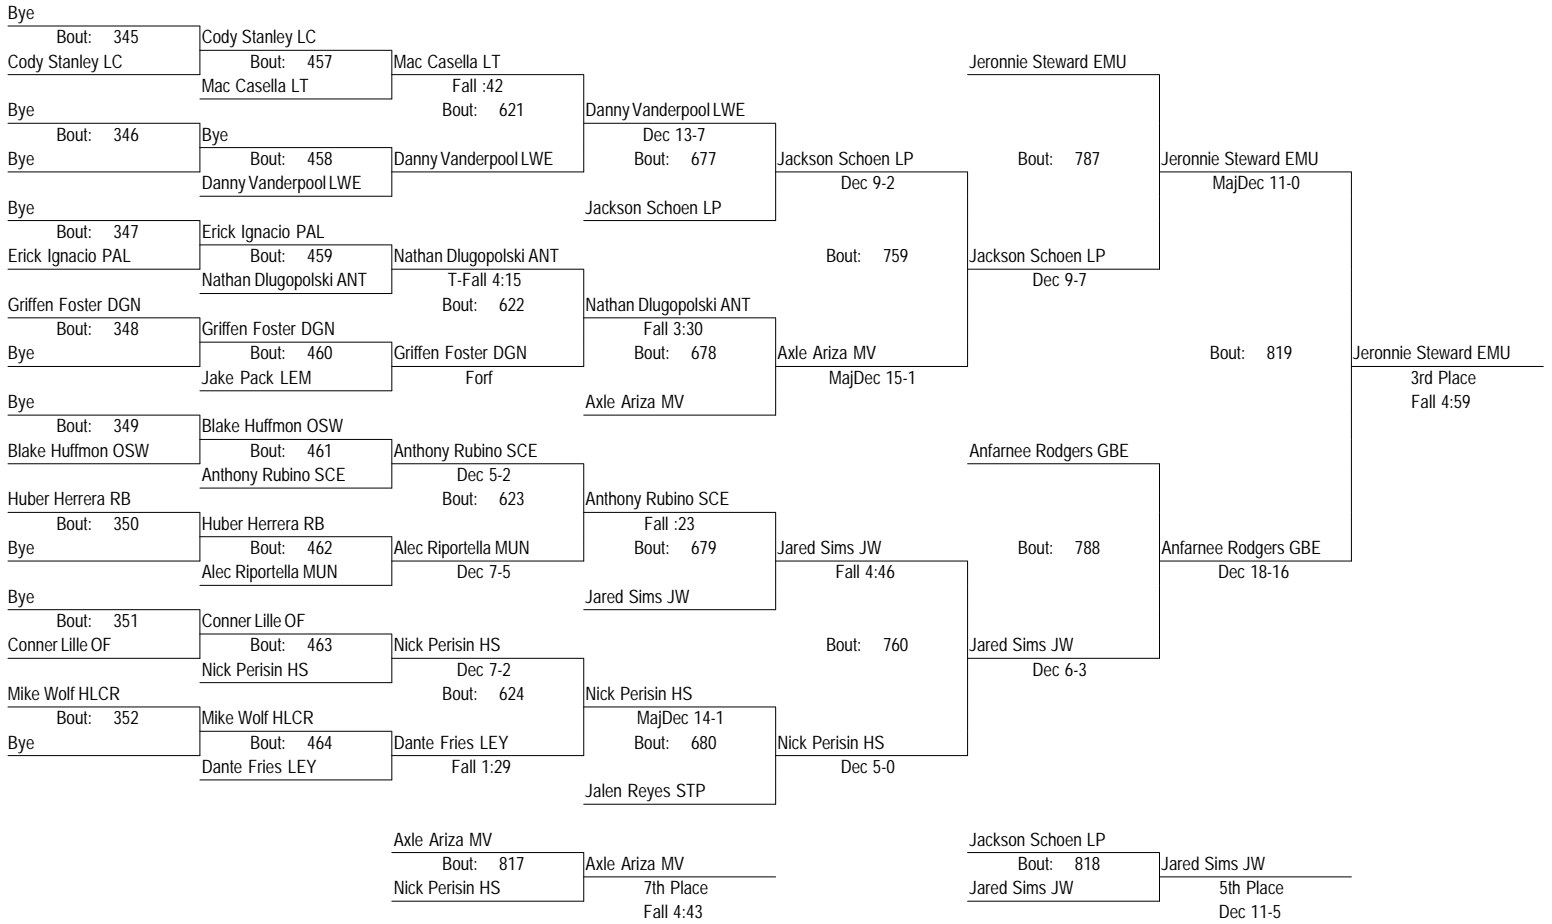 Bye
Bout: 345
Cody Stanley LC
Cody Stanley LC
Bout: 457
Mac Casella LT
Mac Casella LT
Fall :42
Bout: 621
Bye
Bout: 346
Bye
Bye
Bout: 458
Danny Vanderpool LWE
Danny Vanderpool LWE
Danny Vanderpool LWE
Dec 13-7
Bout: 677
Jackson Schoen LP
Jackson Schoen LP
Dec 9-2
Bye
Bout: 347
Erick Ignacio PAL
Erick Ignacio PAL
Bout: 459
Nathan Dlugopolski ANT
Nathan Dlugopolski ANT
T-Fall 4:15
Bout: 622
Griffen Foster DGN
Bout: 348
Bye
Griffen Foster DGN
Bout: 460
Jake Pack LEM
Griffen Foster DGN
Forf
Nathan Dlugopolski ANT
Fall 3:30
Bout: 678
Axle Ariza MV
Axle Ariza MV
MajDec 15-1
Bout: 759
Jackson Schoen LP
Dec 9-7
Jeronnie Steward EMU
Bout: 787
Jeronnie Steward EMU
MajDec 11-0
Bye
Bout: 349
Blake Huffmon OSW
Blake Huffmon OSW
Bout: 461
Anthony Rubino SCE
Anthony Rubino SCE
Dec 5-2
Bout: 623
Huber Herrera RB
Bout: 350
Bye
Huber Herrera RB
Bout: 462
Alec Riportella MUN
Alec Riportella MUN
Dec 7-5
Anthony Rubino SCE
Fall :23
Bout: 679
Jared Sims JW
Jared Sims JW
Fall 4:46
Bye
Bout: 351
Conner Lille OF
Conner Lille OF
Bout: 463
Nick Perisin HS
Nick Perisin HS
Dec 7-2
Bout: 624
Mike Wolf HLCR
Bout: 352
Bye
Mike Wolf HLCR
Bout: 464
Dante Fries LEY
Dante Fries LEY
Fall 1:29
Nick Perisin HS
MajDec 14-1
Bout: 680
Jalen Reyes STP
Nick Perisin HS
Dec 5-0
Bout: 760
Jared Sims JW
Dec 6-3
Anfarnee Rodgers GBE
Bout: 788
Anfarnee Rodgers GBE
Dec 18-16
Bout: 819
Jeronnie Steward EMU
3rd Place
Fall 4:59
Axle Ariza MV
Bout: 817
Nick Perisin HS
Axle Ariza MV
7th Place
Fall 4:43
Jackson Schoen LP
Bout: 818
Jared Sims JW
Jared Sims JW
5th Place
Dec 11-5